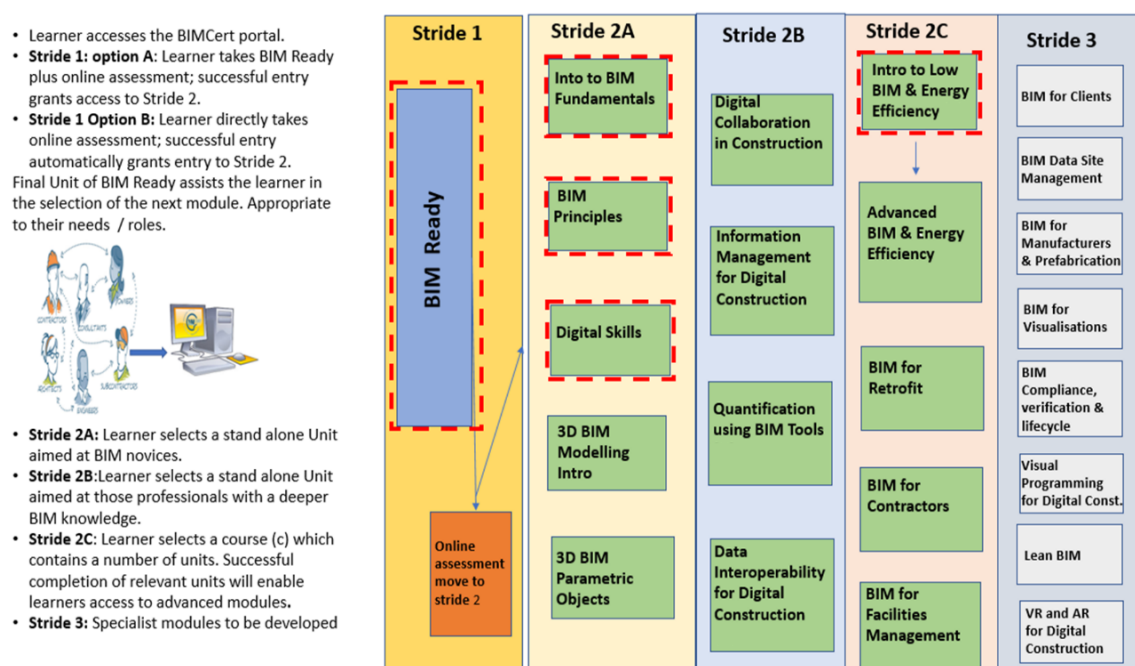 • Learner accesses the BIMCert portal.
• Stride 1: option A: Learner takes BIM Ready
plus online assessment; successful entry
grants access to Stride 2.
• Stride 1 Option B: Learner directly takes
online assessment; successful entry
automatically grants entry to Stride 2.
Final Unit of BIM Ready assists the learner in
the selection of the next module. Appropriate
to their needs / roles.
CONTRACTORS
CONSULTANTS
OWNERS
ARCHITECTS
ENGINEERS
SUBCONTRACTORS
• Stride 2A: Learner selects a stand alone Unit
aimed at BIM novices.
• Stride 2B:Learner selects a stand alone Unit
aimed at those professionals with a deeper
BIM knowledge.
• Stride 2C: Learner selects a course (c) which
contains a number of units. Successful
completion of relevant units will enable
learners access to advanced modules.
• Stride 3: Specialist modules to be developed
Stride 1
BIM Ready
Online
assessment
move to
stride 2
Stride 2A
Into to BIM
Fundamentals
BIM
Principles
Digital Skills
3D BIM
Modelling
Intro
3D BIM
Parametric
Objects
Stride 2B
Digital
Collaboration
in Construction
Information
Management
for Digital
Construction
Quantification
using BIM Tools
Data
Interoperability
for Digital
Construction
Stride 2C
Intro to Low
BIM & Energy
Efficiency
Advanced
BIM & Energy
Efficiency
BIM for
Retrofit
BIM for
Contractors
BIM for
Facilities
Management
Stride 3
BIM for Clients
BIM Data Site
Management
BIM for
Manufacturers
& Prefabrication
BIM for
Visualisations
BIM
Compliance,
verification &
lifecycle
Visual
Programming
for Digital Const.
Lean BIM
VR and AR
for Digital
Construction